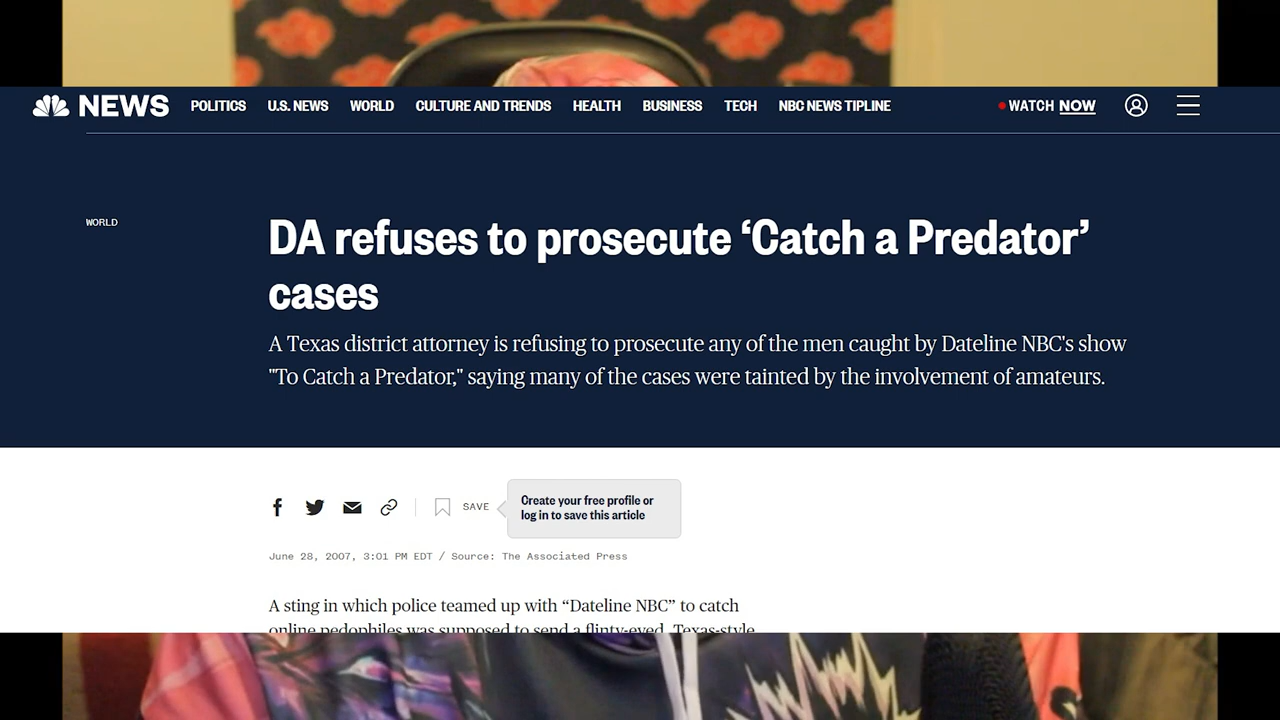 NEWS POLITICS U.S. NEWS WORLD CULTURE AND TRENDS HEALTH BUSINESS TECH NBC NEWS TIPLINE WATCH NOW
WORLD
DA refuses to prosecute ‘Catch a Predator’
cases
A Texas district attorney is refusing to prosecute any of the men caught by Dateline NBC's show
"To Catch a Predator," saying many of the cases were tainted by the involvement of amateurs.
SAVE
Create your free profile or
log in to save this article
June 28, 2007, 3:01 PM EDT / Source: The Associated Press
A sting in which police teamed up with “Dateline NBC” to catch
online pedophiles was supposed to send a flinty-eyed, Texas-style